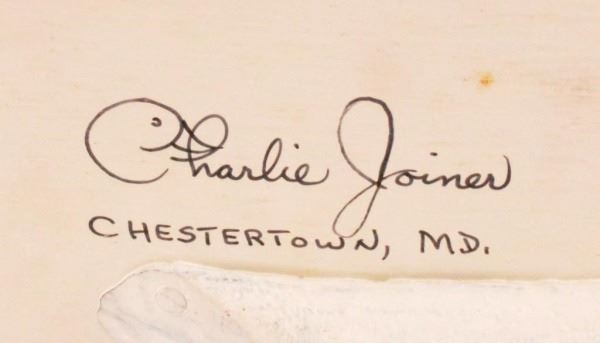 Charlie Joiner
CHESTERTOWN, MD.